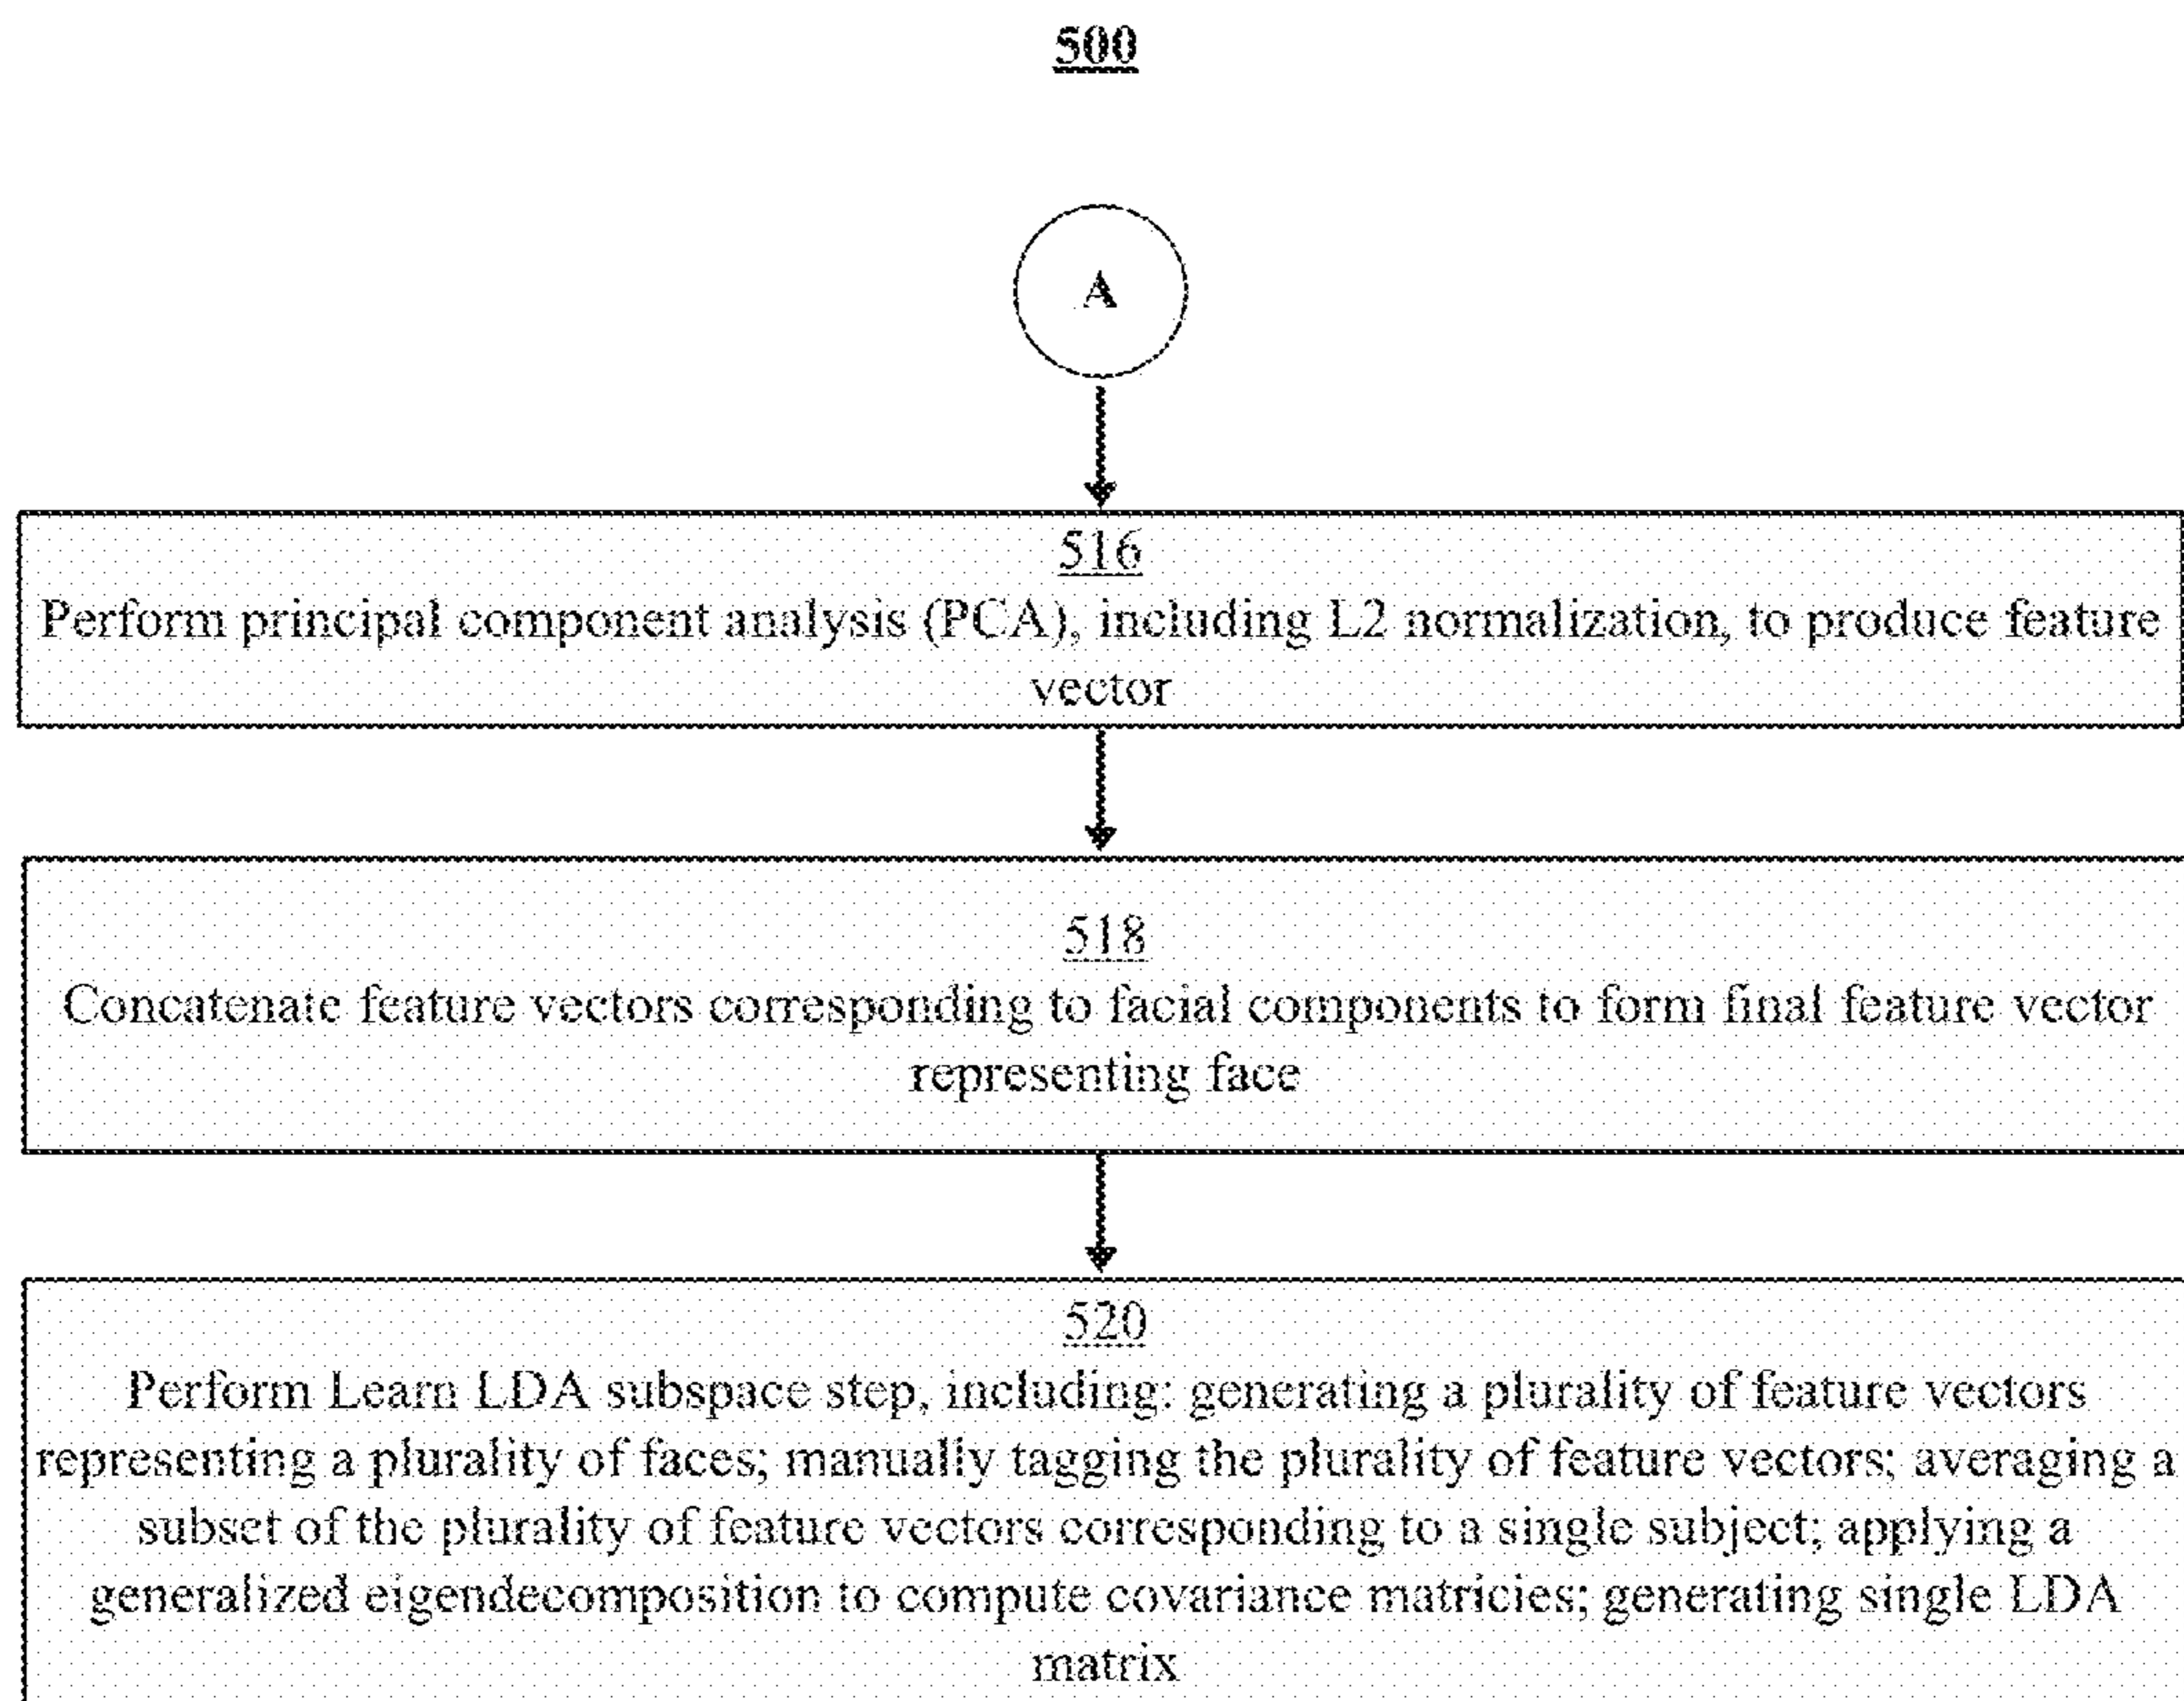 500
A
516
Perform principal component analysis (PCA), including L2 normalization, to produce feature
vector
518
Concatenate feature vectors corresponding to facial components to form final feature vector
representing face
520
Perform Learn LDA subspace step, including: generating a plurality of feature vectors
representing a plurality of faces; manually tagging the plurality of feature vectors; averaging a
subset of the plurality of feature vectors corresponding to a single subject; applying a
generalized eigendecomposition to compute covariance matricies; generating single LDA
matrix